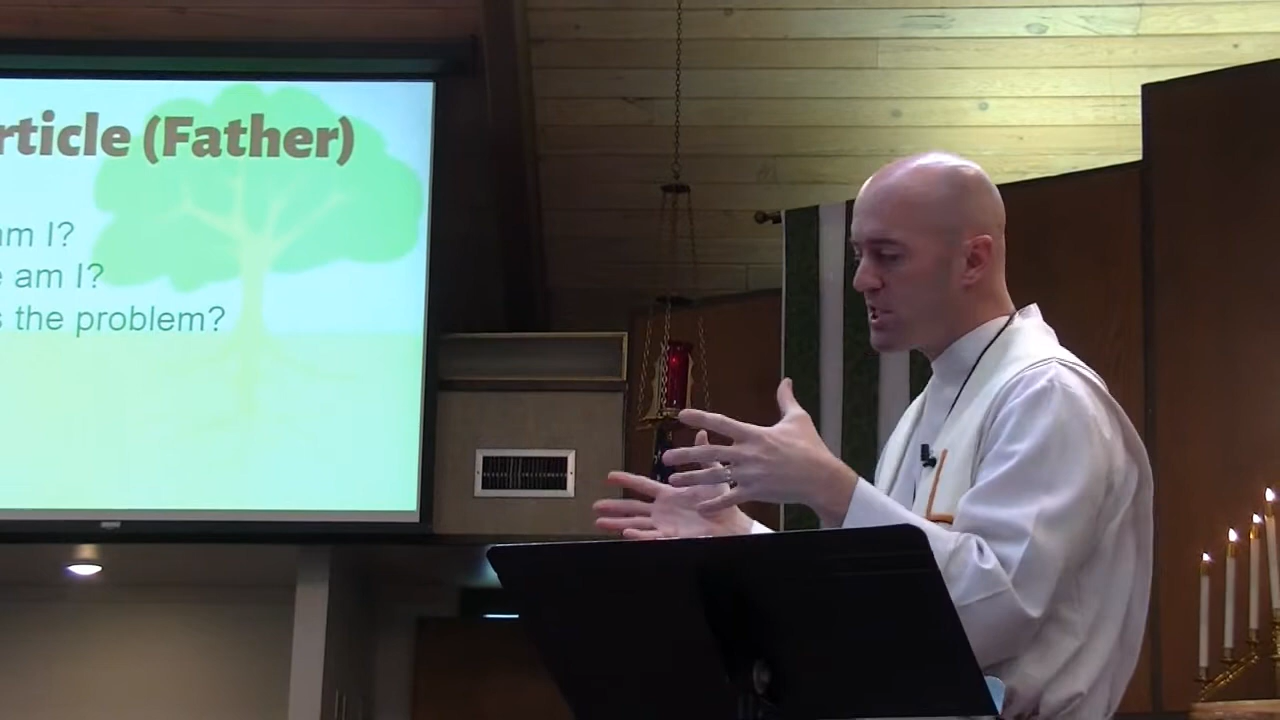 rticle (Father)
am I?
e am I?
s the problem?